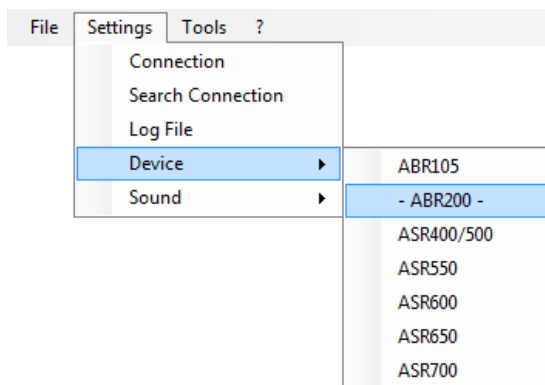 File Settings Tools ?
Connection
Search Connection
Log File
Device
Sound
ABR105
- ABR200 -
ASR400/500
ASR550
ASR600
ASR650
ASR700